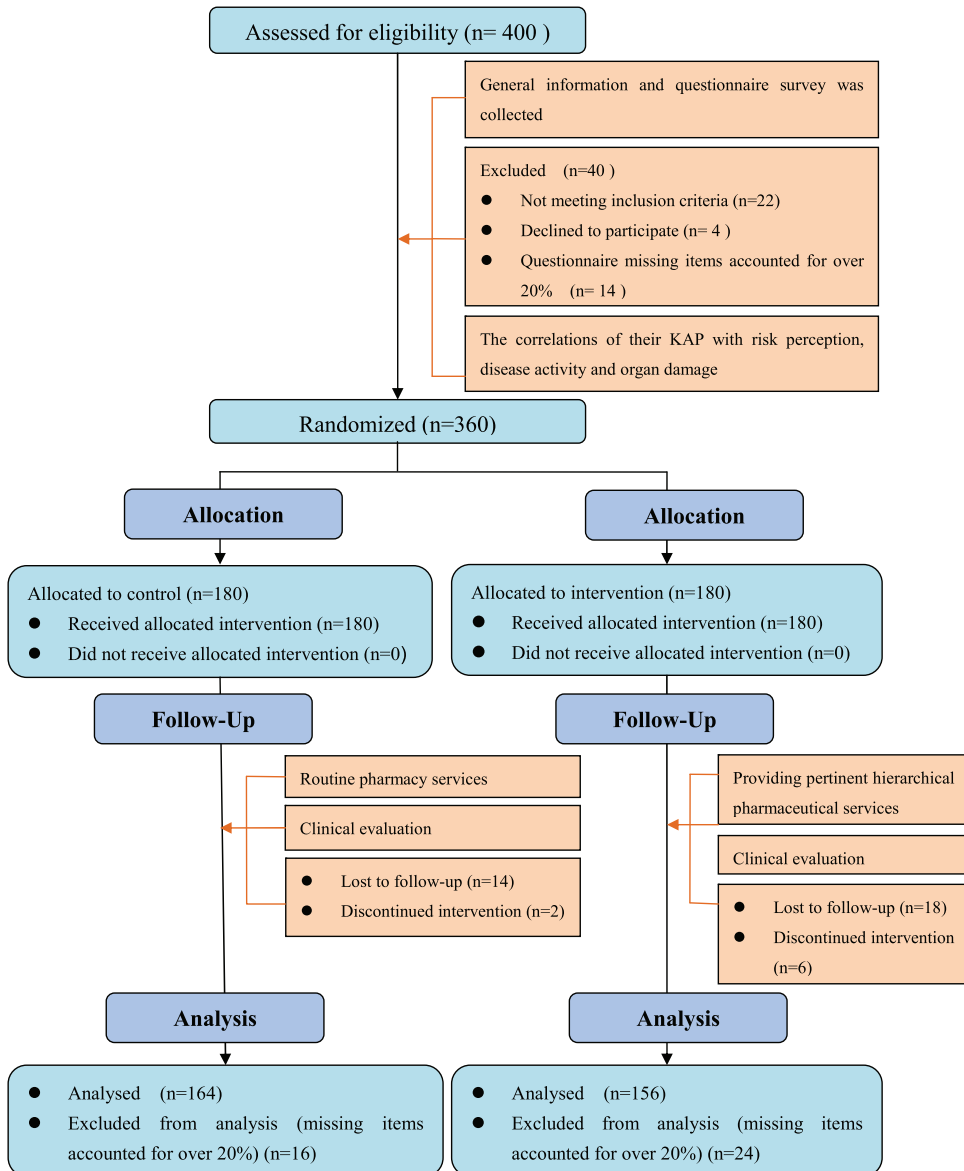 Assessed for eligibility (n= 400 )
General information and questionnaire survey was
collected
Excluded (n=40 )
● Not meeting inclusion criteria (n=22)
● Declined to participate (n= 4 )
● Questionnaire missing items accounted for over
20% (n= 14 )
The correlations of their KAP with risk perception,
disease activity and organ damage
Randomized (n=360)
Allocation
Allocated to control (n=180)
● Received allocated intervention (n=180)
● Did not receive allocated intervention (n=0)
Allocation
Allocated to intervention (n=180)
● Received allocated intervention (n=180)
● Did not receive allocated intervention (n=0)
Follow-Up
Routine pharmacy services
Clinical evaluation
● Lost to follow-up (n=14)
● Discontinued intervention (n=2)
Follow-Up
Providing pertinent hierarchical
pharmaceutical services
Clinical evaluation
● Lost to follow-up (n=18)
● Discontinued intervention
(n=6)
Analysis
● Analysed (n=164)
● Excluded from analysis (missing items
accounted for over 20%) (n=16)
Analysis
● Analysed (n=156)
● Excluded from analysis (missing items
accounted for over 20%) (n=24)